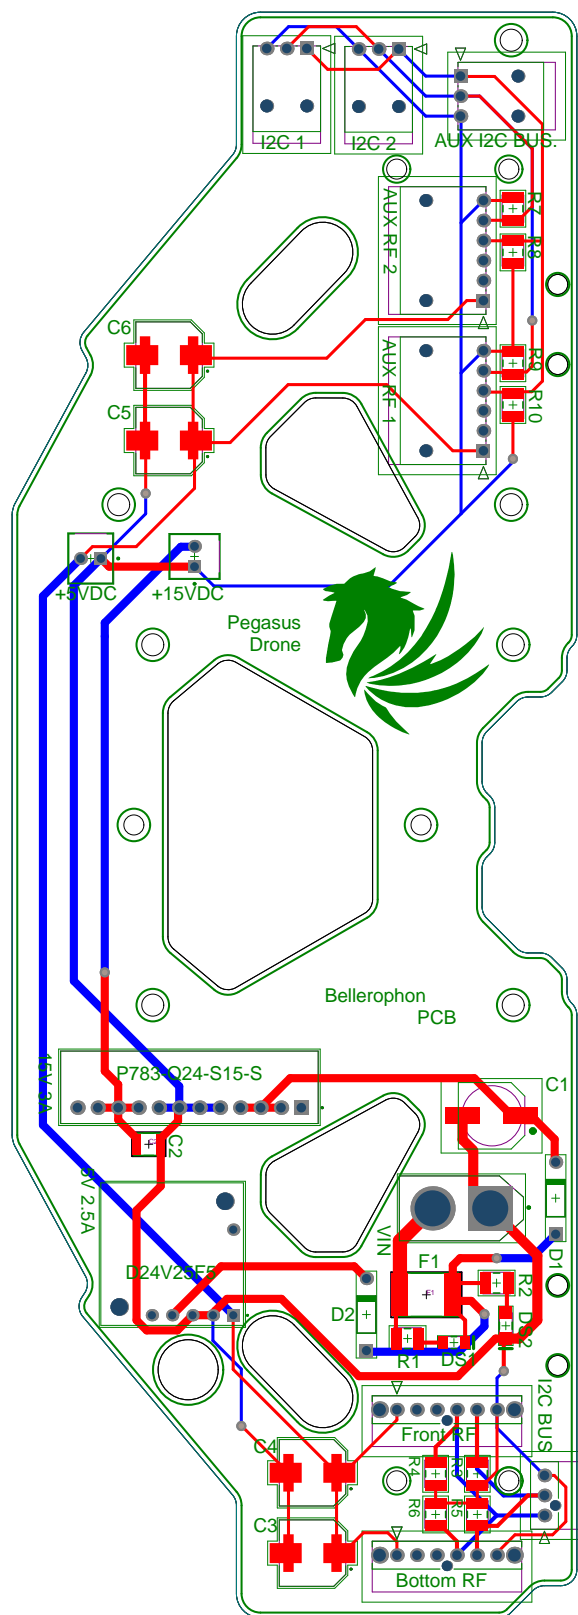 I2C 1
I2C 2
AUX I2C BUS.
AUX RF 2
R7
R8
C6
AUX RF 1
R9
R10
C5
+5VDC
+15VDC
Pegasus
Drone
Bellerophon
PCB
15V 3A
P783-Q24-S15-S
C1
C2
5V 2.5A
VIN
D1
D24V25F5
F1
R2
D2
DS2
R1
DS1
I2C BUS
Front RF
C4
R4
R3
R6
R5
C3
Bottom RF